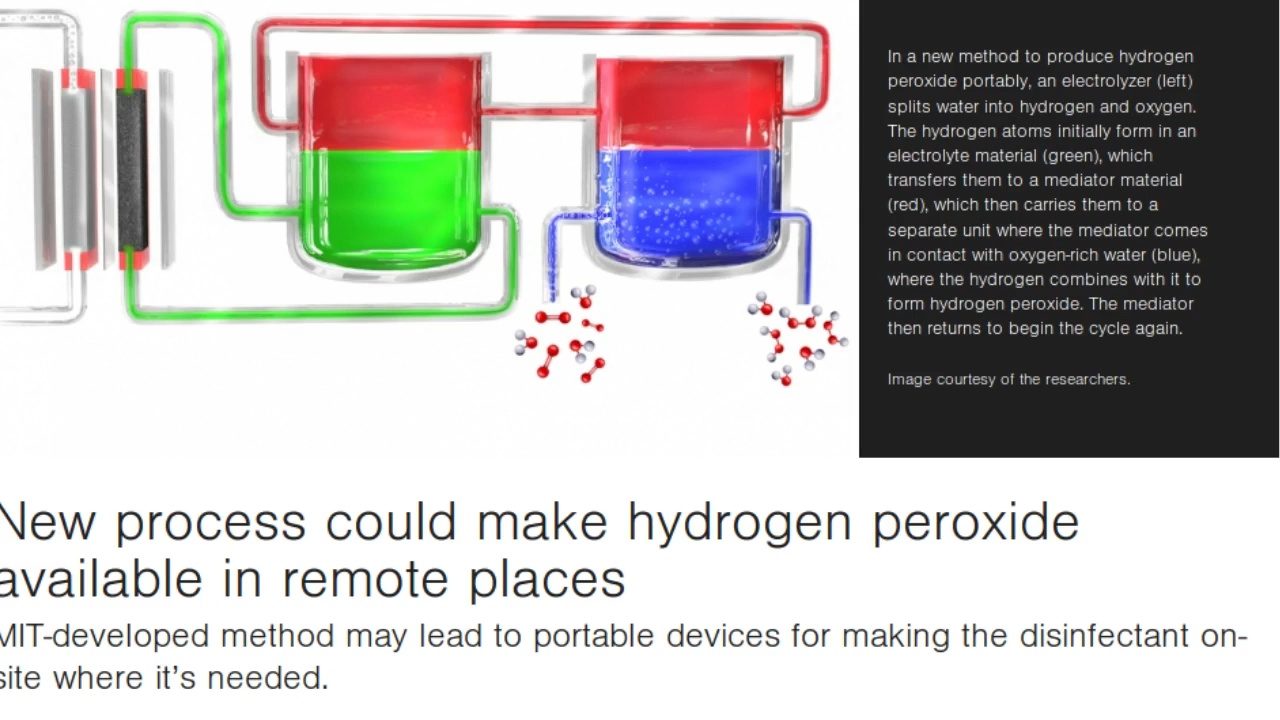 In a new method to produce hydrogen
peroxide portably, an electrolyzer (left)
splits water into hydrogen and oxygen.
The hydrogen atoms initially form in an
electrolyte material (green), which
transfers them to a mediator material
(red), which then carries them to a
separate unit where the mediator comes
in contact with oxygen-rich water (blue),
where the hydrogen combines with it to
form hydrogen peroxide. The mediator
then returns to begin the cycle again.
Image courtesy of the researchers.
New process could make hydrogen peroxide
available in remote places
MIT-developed method may lead to portable devices for making the disinfectant on-
site where it's needed.